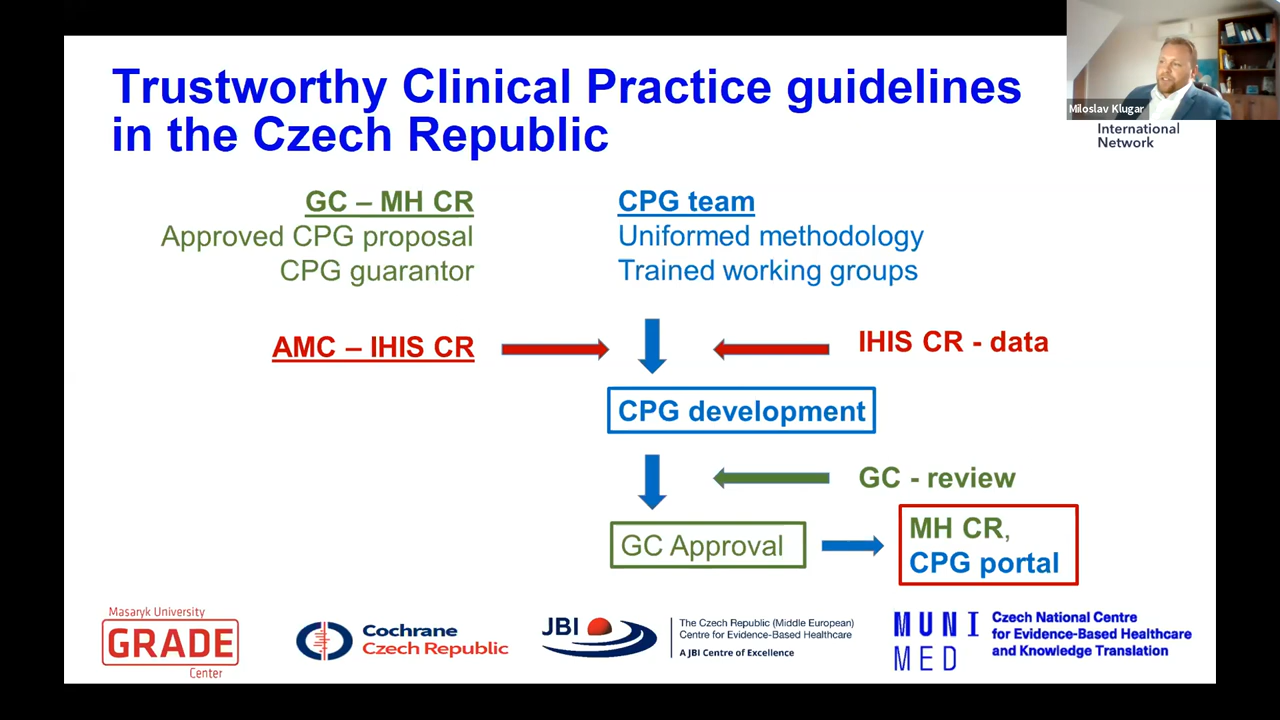 Trustworthy Clinical Practice guidelines
in the Czech Republic
Miloslav Klugar
International
Network
GC – MH CR
Approved CPG proposal
CPG guarantor
CPG team
Uniformed methodology
Trained working groups
AMC – IHIS CR
IHIS CR - data
CPG development
GC - review
GC Approval
MH CR,
CPG portal
Masaryk University
GRADE
Center
Cochrane
Czech Republic
JBI
The Czech Republic (Middle European)
Centre for Evidence-Based Healthcare
A JBI Centre of Excellence
MUNI
MED
Czech National Centre
for Evidence-Based Healthcare
and Knowledge Translation